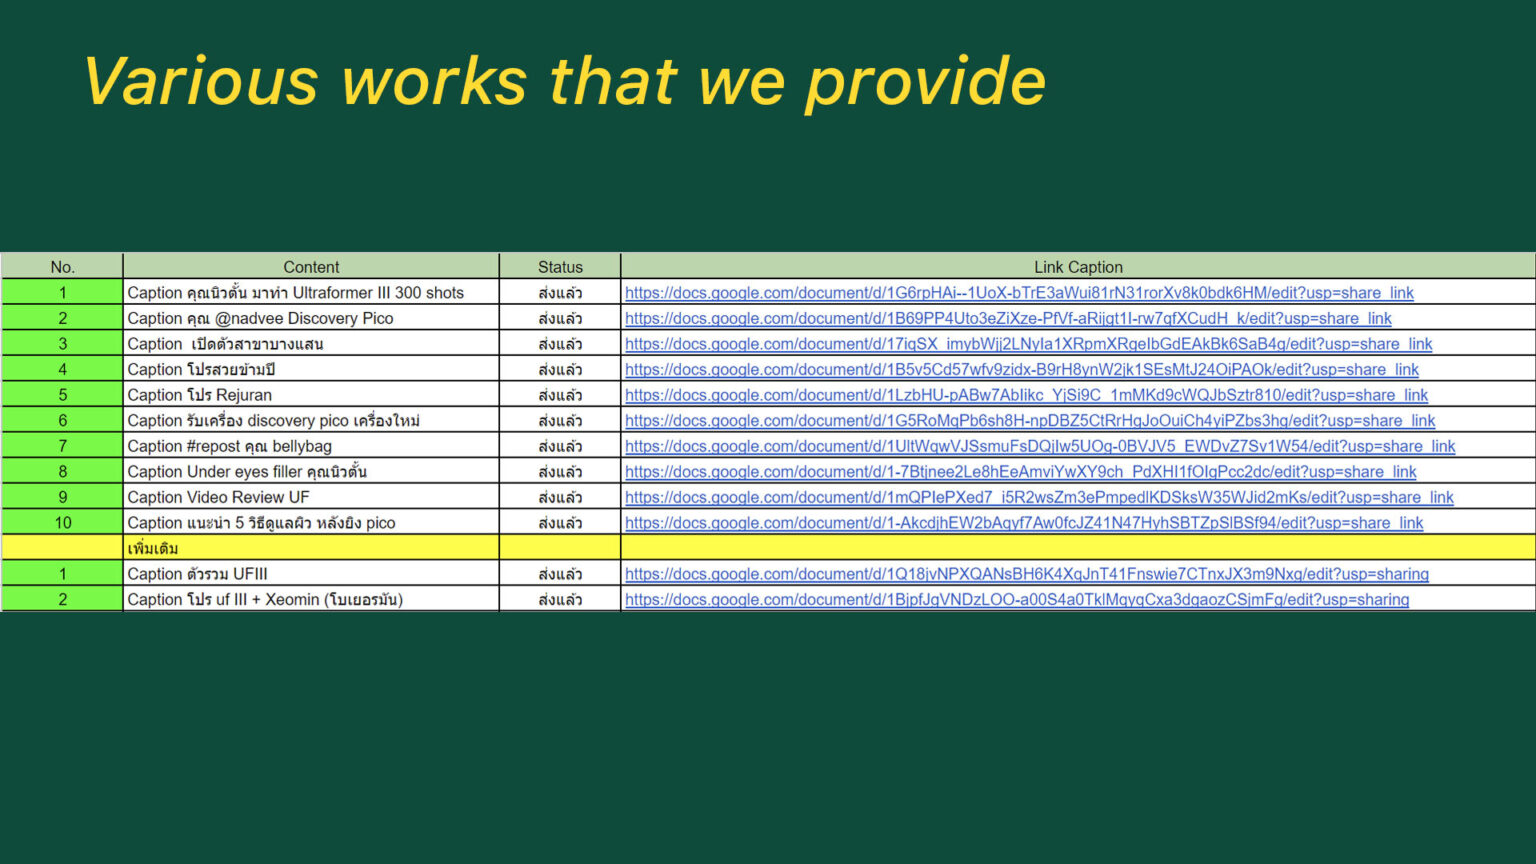 Various works that we provide
No. Content Status Link Caption
1 Caption คุณนิวตั้น มาทำ Ultraformer III 300 shots ส่งแล้ว https://docs.google.com/document/d/1G6rpHAi--1UoX-bTrE3aWui81rN31rorXv8k0bdk6HM/edit?usp=share_link
2 Caption คุณ @nadvee Discovery Pico ส่งแล้ว https://docs.google.com/document/d/1B69PP4Uto3eZiXze-PfVf-aRijgt1I-rw7gfXCudH_k/edit?usp=share_link
3 Caption เปิดตัวสาขาบางแสน ส่งแล้ว https://docs.google.com/document/d/17iqSX_imybWjj2LNyIa1XRpmXRgeIbGdEAkBk6SaB4g/edit?usp=share_link
4 Caption โปรสวยข้ามปี ส่งแล้ว https://docs.google.com/document/d/1B5v5Cd57wfv9zidx-B9rH8ynW2jk1SEsMtJ24OiPAOk/edit?usp=share_link
5 Caption โปร Rejuran ส่งแล้ว https://docs.google.com/document/d/1LzbHU-pABw7AbIikc_YjSi9C_1mMKd9cWQJbSztr810/edit?usp=share_link
6 Caption รับเครื่อง discovery pico เครื่องใหม่ ส่งแล้ว https://docs.google.com/document/d/1G5RoMqPb6sh8H-npDBZ5CtRrHgJoOuiCh4yiPZbs3hg/edit?usp=share_link
7 Caption #repost คุณ bellybag ส่งแล้ว https://docs.google.com/document/d/1UltWqwVJSsmuFsDQjIw5UOg-0BVJV5_EWDvZ7Sv1W54/edit?usp=share_link
8 Caption Under eyes filler คุณนิวตั้น ส่งแล้ว https://docs.google.com/document/d/1-7Btjnee2Le8hEeAmviYwXY9ch_PdXHI1fOIgPcc2dc/edit?usp=share_link
9 Caption Video Review UF ส่งแล้ว https://docs.google.com/document/d/1mQPIePXed7_i5R2wsZm3ePmpedlKDSksW35WJid2mKs/edit?usp=share_link
10 Caption แนะนำ 5 วิธีดูแลผิว หลังยิง pico ส่งแล้ว https://docs.google.com/document/d/1-AkcdjhEW2bAqyf7Aw0fcJZ41N47HyhSBTZpSlBSf94/edit?usp=share_link
เพิ่มเติม
1 Caption ตัวรวม UFIII ส่งแล้ว https://docs.google.com/document/d/1Q18jvNPXQANsBH6K4XqJnT41Fnswie7CTnxJX3m9Nxg/edit?usp=sharing
2 Caption โปร uf III + Xeomin (โบเยอรมัน) ส่งแล้ว https://docs.google.com/document/d/1BjpfJgVNDzLOO-a00S4a0TklMgygCxa3dgaozCSjmFg/edit?usp=sharing